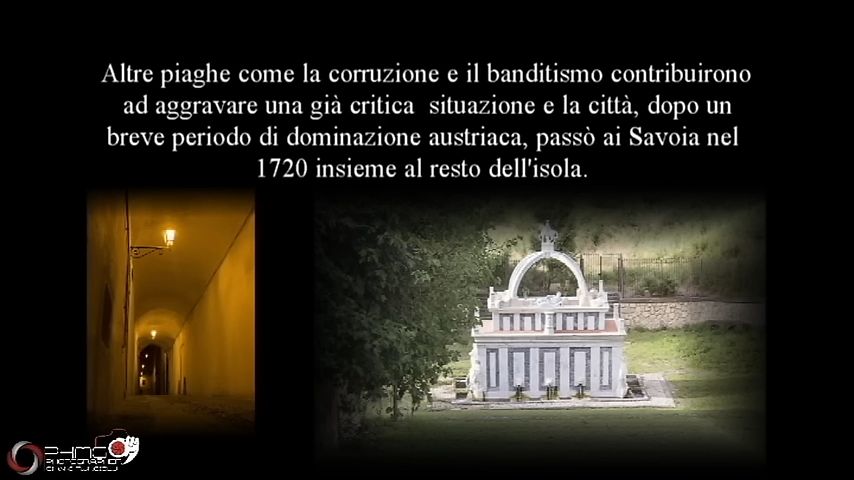 Altre piaghe come la corruzione e il banditismo contribuirono
ad aggravare una già critica situazione e la città, dopo un
breve periodo di dominazione austriaca, passò ai Savoia nel
1720 insieme al resto dell'isola.